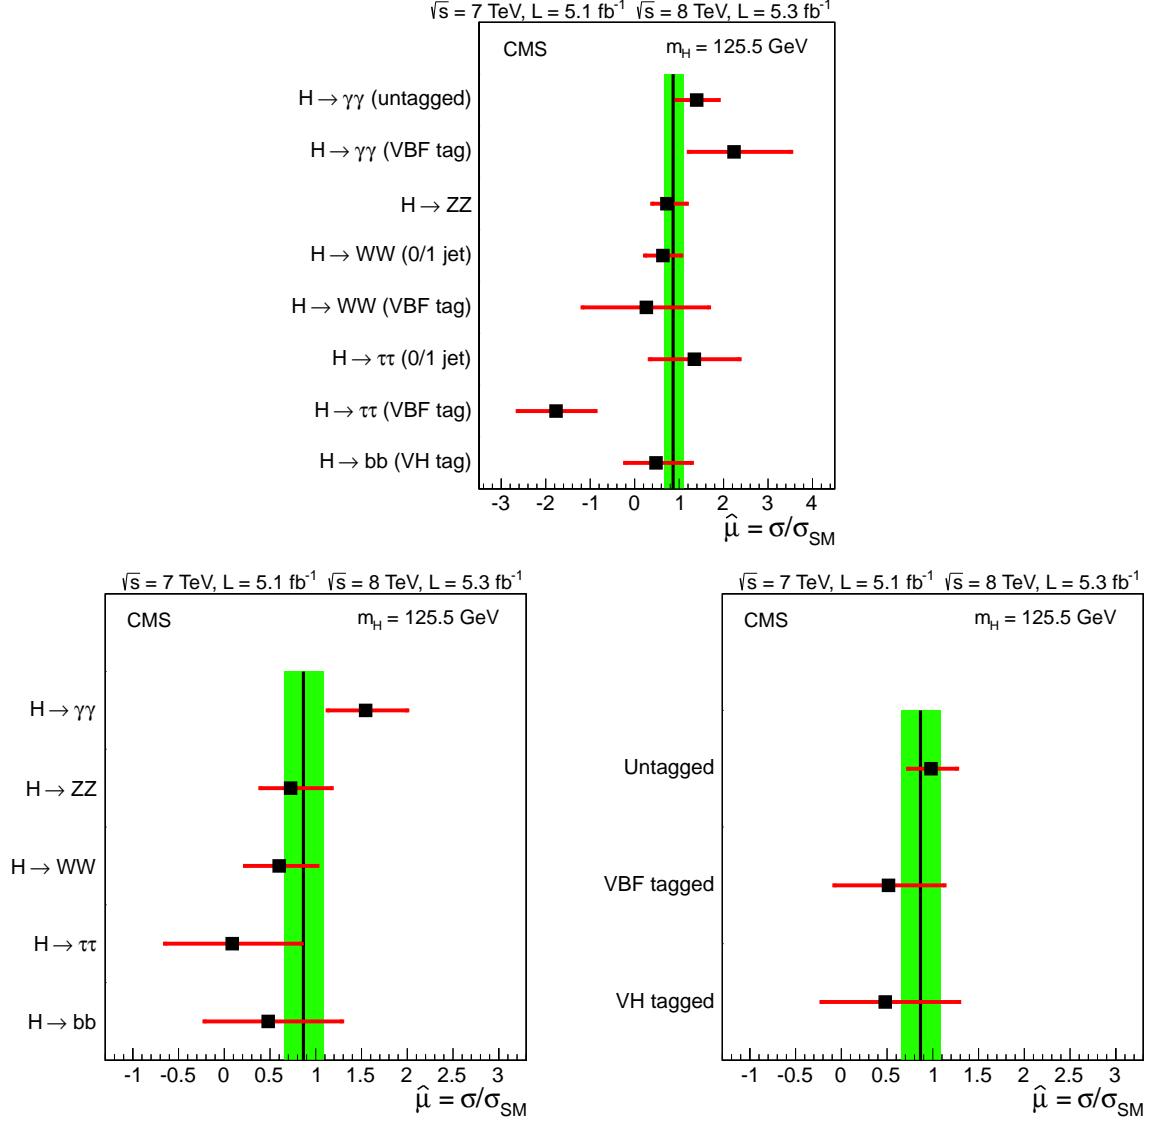 √s = 7 TeV, L = 5.1 fb⁻¹ √s = 8 TeV, L = 5.3 fb⁻¹
CMS m_H = 125.5 GeV
H → γγ (untagged)
H → γγ (VBF tag)
H → ZZ
H → WW (0/1 jet)
H → WW (VBF tag)
H → ττ (0/1 jet)
H → ττ (VBF tag)
H → bb (VH tag)
-3 -2 -1 0 1 2 3 4
μ̂ = σ/σ_SM
√s = 7 TeV, L = 5.1 fb⁻¹ √s = 8 TeV, L = 5.3 fb⁻¹
CMS m_H = 125.5 GeV
H → γγ
H → ZZ
H → WW
H → ττ
H → bb
-1 -0.5 0 0.5 1 1.5 2 2.5 3
μ̂ = σ/σ_SM
√s = 7 TeV, L = 5.1 fb⁻¹ √s = 8 TeV, L = 5.3 fb⁻¹
CMS m_H = 125.5 GeV
Untagged
VBF tagged
VH tagged
-1 -0.5 0 0.5 1 1.5 2 2.5 3
μ̂ = σ/σ_SM